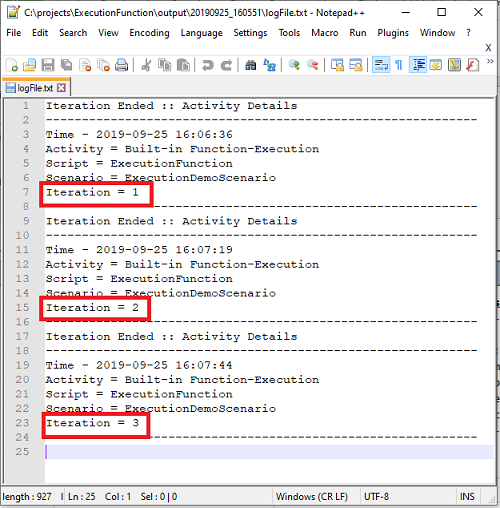 C:\projects\ExecutionFunction\output\20190925_160551\logFile.txt - Notepad++
File Edit Search View Encoding Language Settings Tools Macro Run Plugins Window ?
X
logFile.txt
1 Iteration Ended :: Activity Details
2 ------------------------------------------------------------
3 Time - 2019-09-25 16:06:36
4 Activity = Built-in Function-Execution
5 Script = ExecutionFunction
6 Scenario = ExecutionDemoScenario
7 Iteration = 1
8 ------------------------------------------------------------
9 Iteration Ended :: Activity Details
10 ------------------------------------------------------------
11 Time - 2019-09-25 16:07:19
12 Activity = Built-in Function-Execution
13 Script = ExecutionFunction
14 Scenario = ExecutionDemoScenario
15 Iteration = 2
16 ------------------------------------------------------------
17 Iteration Ended :: Activity Details
18 ------------------------------------------------------------
19 Time - 2019-09-25 16:07:44
20 Activity = Built-in Function-Execution
21 Script = ExecutionFunction
22 Scenario = ExecutionDemoScenario
23 Iteration = 3
24 ------------------------------------------------------------
25
length : 927 l Ln : 25 Col : 1 Sel : 0 | 0 Windows (CR LF) UTF-8 INS